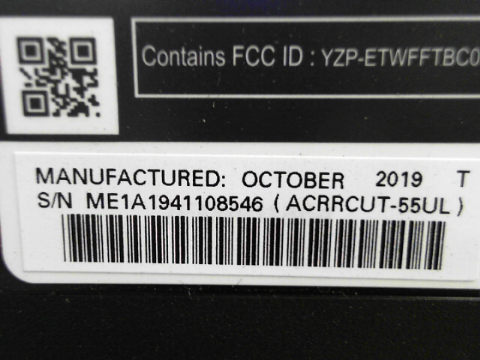 Contains FCC ID : YZP-ETWFFTBC0
MANUFACTURED: OCTOBER 2019 T
S/N ME1A1941108546 ( ACRRCUT-55UL )